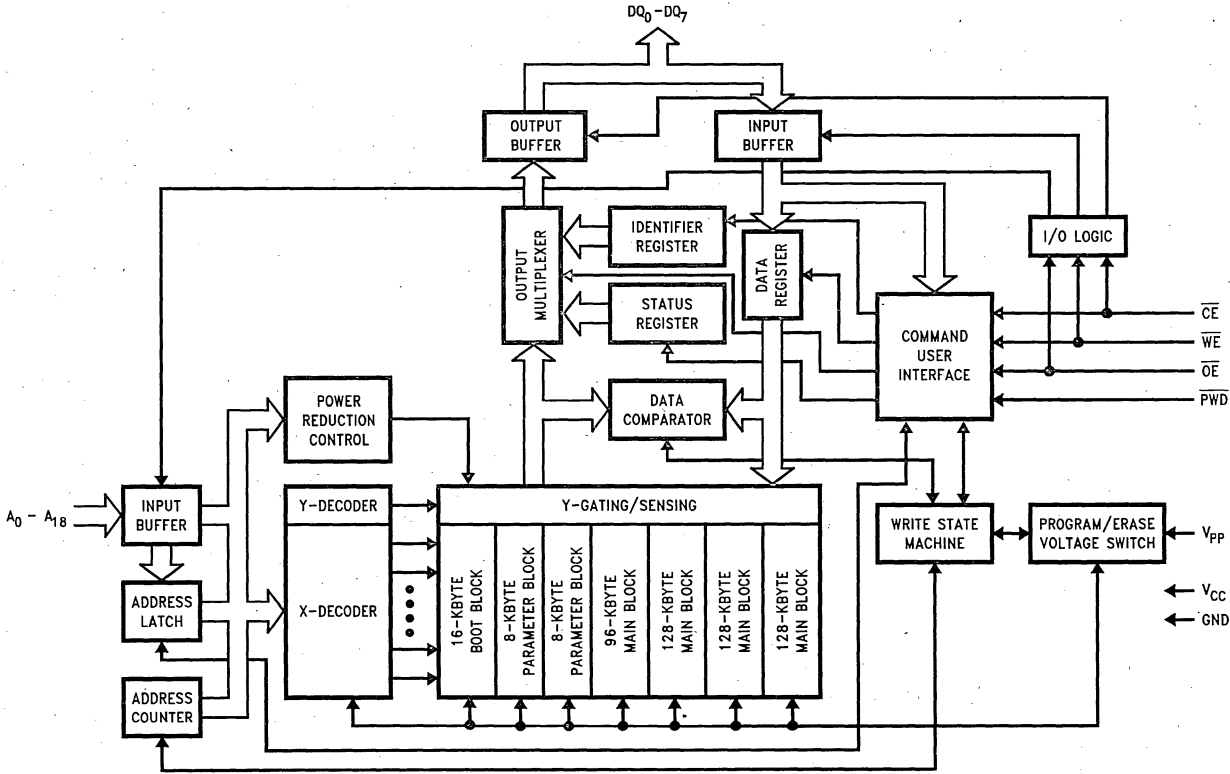 DQ0-DQ7
OUTPUT
BUFFER
INPUT
BUFFER
OUTPUT
MULTIPLEXER
IDENTIFIER
REGISTER
DATA
REGISTER
I/O LOGIC
STATUS
REGISTER
COMMAND
USER
INTERFACE
CE
WE
OE
PWD
POWER
REDUCTION
CONTROL
DATA
COMPARATOR
A0 - A18
INPUT
BUFFER
Y-DECODER
Y-GATING/SENSING
WRITE STATE
MACHINE
PROGRAM/ERASE
VOLTAGE SWITCH
VPP
ADDRESS
LATCH
X-DECODER
16-KBYTE
BOOT BLOCK
8-KBYTE
PARAMETER BLOCK
8-KBYTE
PARAMETER BLOCK
96-KBYTE
MAIN BLOCK
128-KBYTE
MAIN BLOCK
128-KBYTE
MAIN BLOCK
128-KBYTE
MAIN BLOCK
VCC
GND
ADDRESS
COUNTER